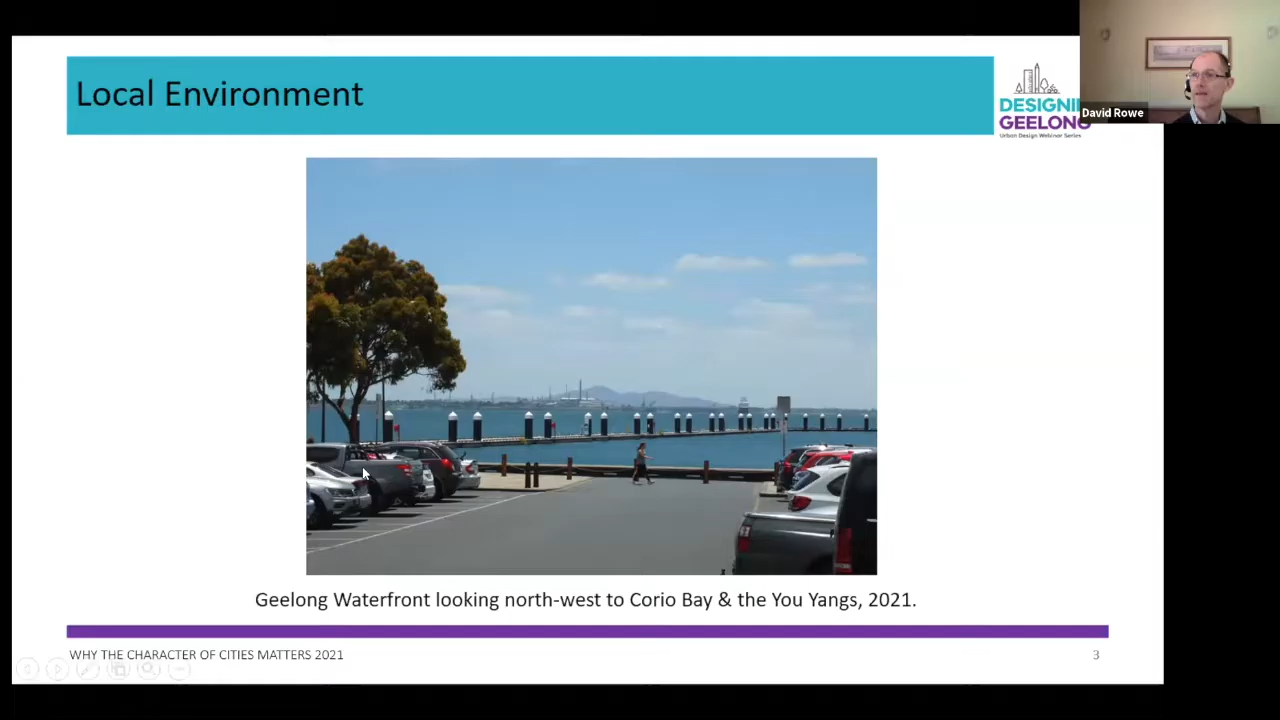 Local Environment
DESIGNI
GEELONG
Urban Design Webinar Series
David Rowe
Geelong Waterfront looking north-west to Corio Bay & the You Yangs, 2021.
WHY THE CHARACTER OF CITIES MATTERS 2021
3